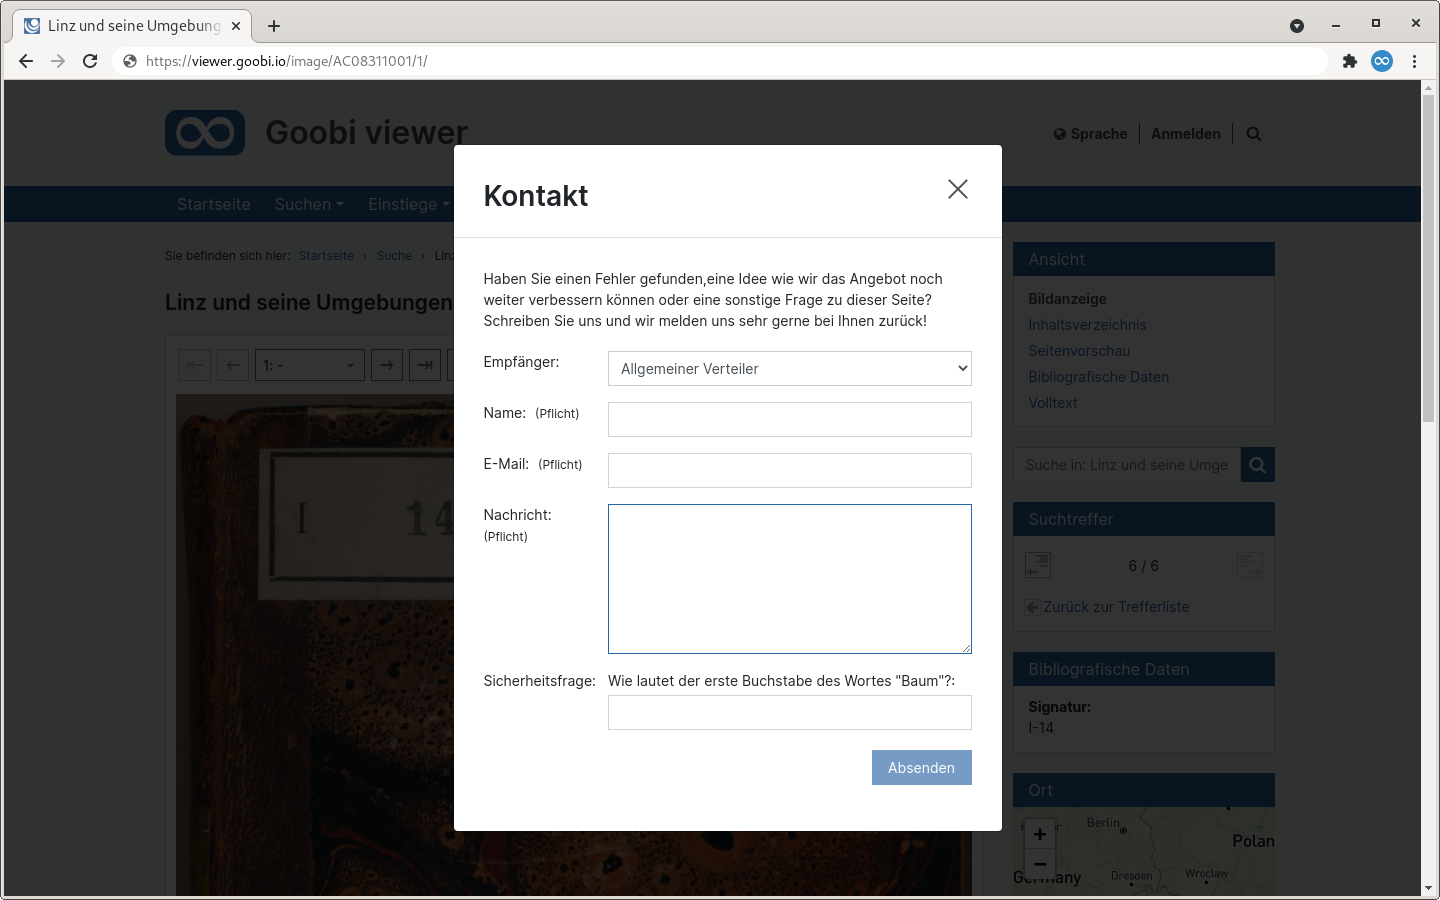 Linz und seine Umgebung
https://viewer.goobi.io/image/AC08311001/1/
Goobi viewer
Sprache
Anmelden
Startseite
Suchen
Einstiege
Sie befinden sich hier: Startseite › Suche ›
Linz und seine Umgebungen
1: -
I 14
Kontakt
Haben Sie einen Fehler gefunden,eine Idee wie wir das Angebot noch
weiter verbessern können oder eine sonstige Frage zu dieser Seite?
Schreiben Sie uns und wir melden uns sehr gerne bei Ihnen zurück!
Empfänger:
Allgemeiner Verteiler
Name: (Pflicht)
E-Mail: (Pflicht)
Nachricht:
(Pflicht)
Sicherheitsfrage:
Wie lautet der erste Buchstabe des Wortes "Baum"?:
Absenden
Ansicht
Bildanzeige
Inhaltsverzeichnis
Seitenvorschau
Bibliografische Daten
Volltext
Suche in: Linz und seine Umge
Suchtreffer
6 / 6
Zurück zur Trefferliste
Bibliografische Daten
Signatur:
I-14
Ort
+
−
Berlin
Polan
Germany
Dresden
Wroclaw